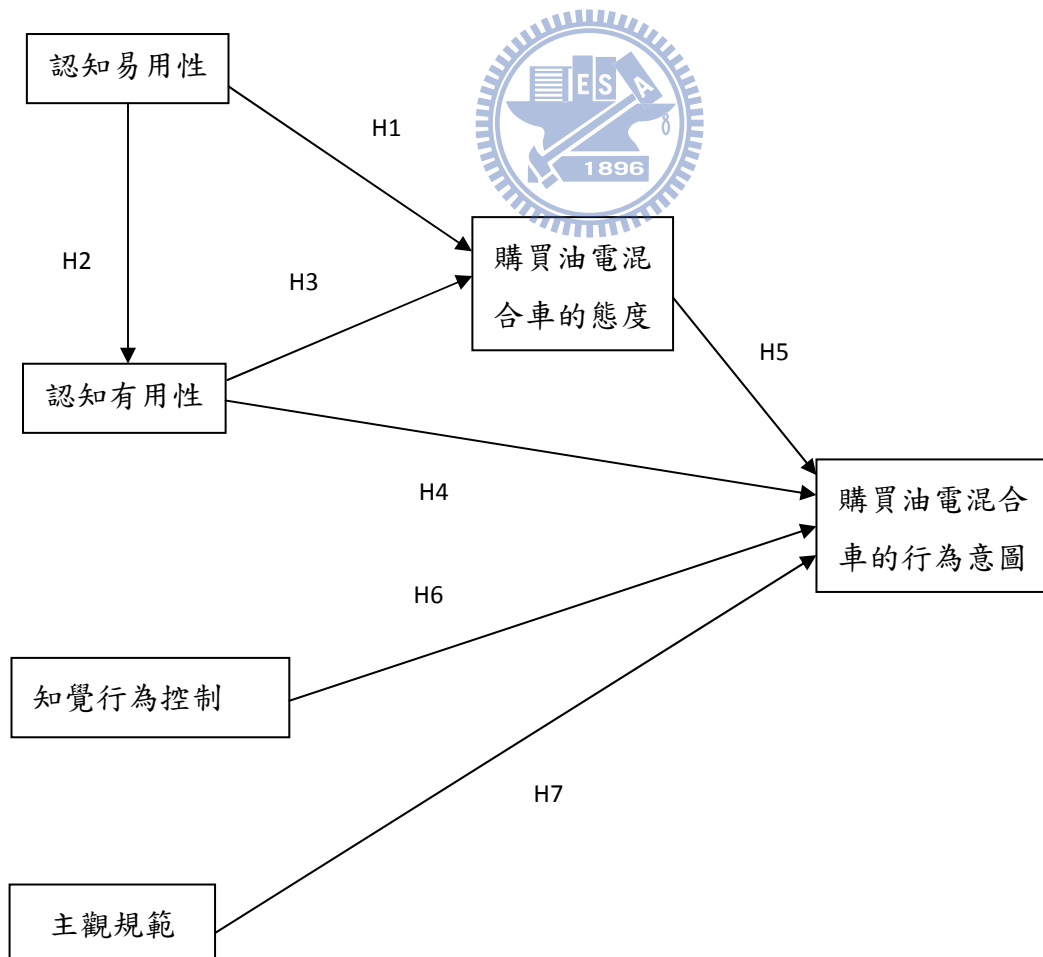 認知易用性
H1
E S A
1896
H2
H3
購買油電混
合車的態度
H5
認知有用性
H4
購買油電混合
車的行為意圖
H6
知覺行為控制
H7
主觀規範